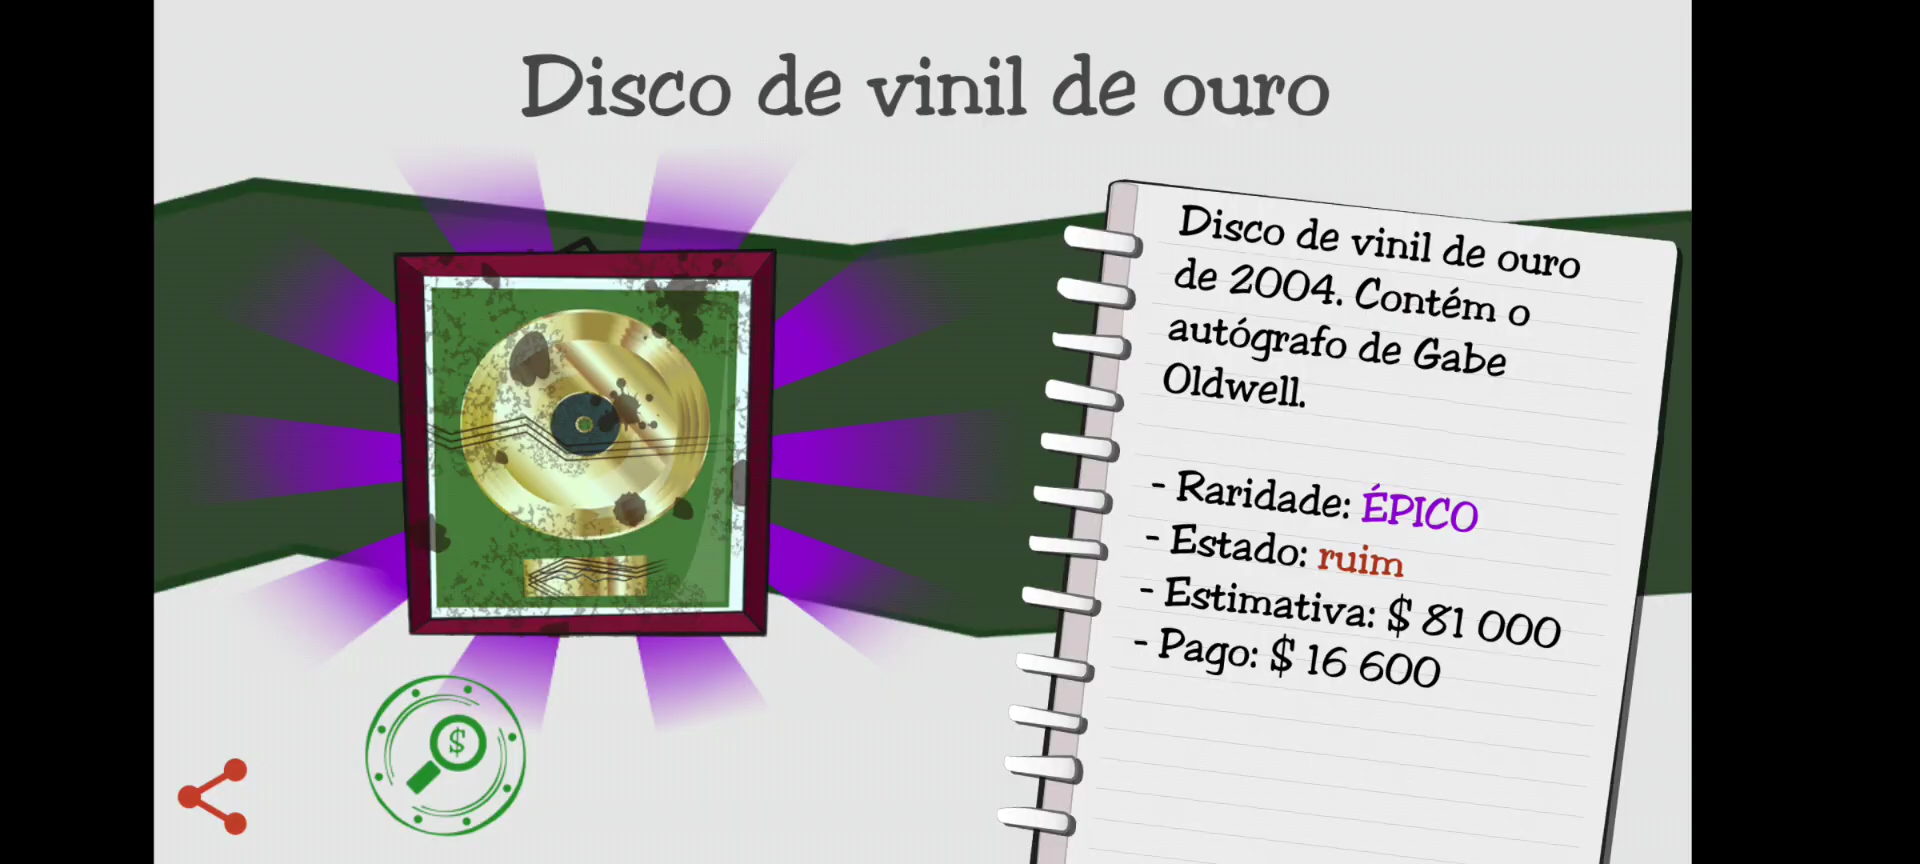 Disco de vinil de ouro
Disco de vinil de ouro
de 2004. Contém o
autógrafo de Gabe
Oldwell.
- Raridade: ÉPICO
- Estado: ruim
- Estimativa: $ 81 000
- Pago: $ 16 600
$